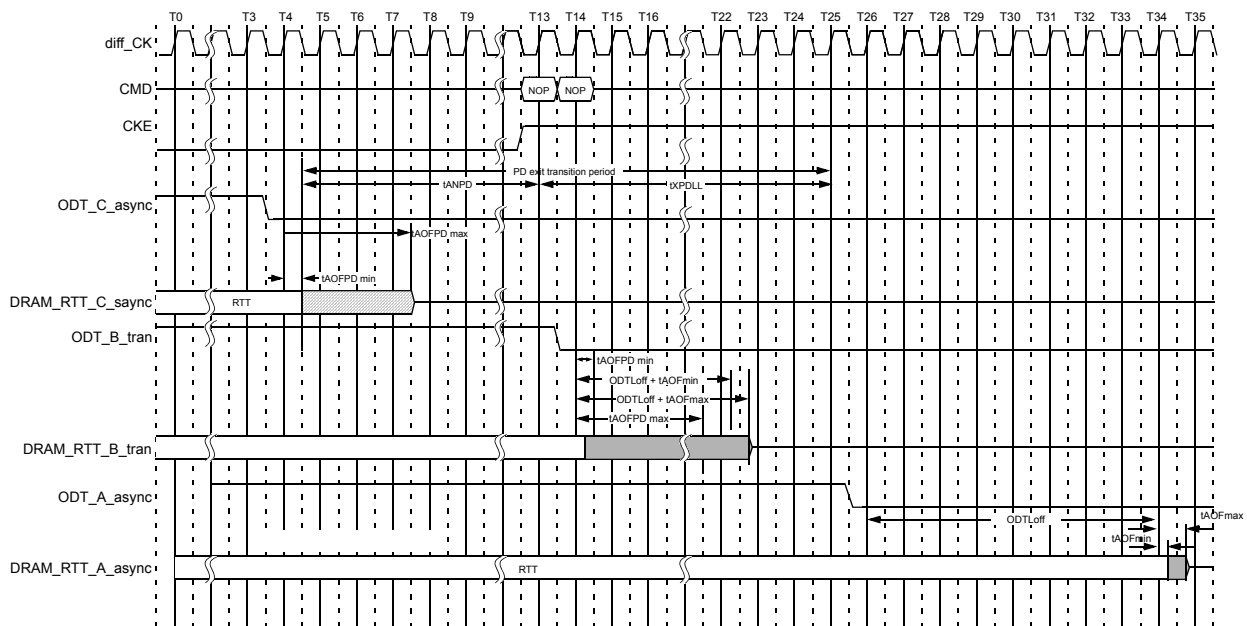 T0 T3 T4 T5 T6 T7 T8 T9 T13 T14 T15 T16 T22 T23 T24 T25 T26 T27 T28 T29 T30 T31 T32 T33 T34 T35
diff_CK
CMD NOP NOP
CKE
PD exit transition period
tANPD tXPDLL
ODT_C_async
tAOFPD max
tAOFPD min
DRAM_RTT_C_saync RTT
ODT_B_tran
tAOFPD min
ODTLoff + tAOFmin
ODTLoff + tAOFmax
tAOFPD max
DRAM_RTT_B_tran
ODT_A_async
ODTLoff tAOFmax
tAOFmin
DRAM_RTT_A_async RTT